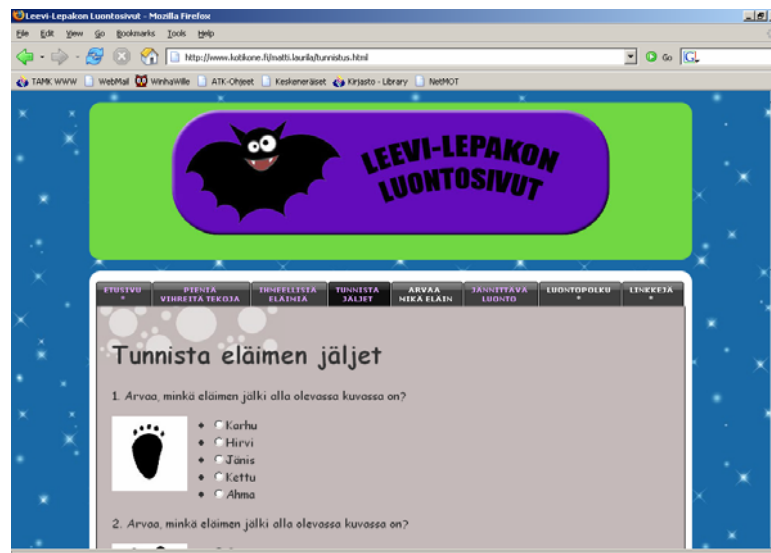 Leevi-Lepakon Luontosivut - Mozilla Firefox
File Edit View Go Bookmarks Tools Help
http://www.kotikone.fi/matti.laurila/tunnistus.html Go
TAMK WWW WebMail WinhaWille ATK-Ohjeet Keskeneräiset Kirjasto - Library NetMOT
LEEVI-LEPAKON
LUONTOSIVUT
ETUSIVU * PIENIÄ VIHREITÄ TEKOJA IHMEELLISIÄ ELÄIMIÄ TUNNISTA JÄLJET ARVAA MIKÄ ELÄIN JÄNNITTÄVÄ LUONTO LUONTOPOLKU * LINKKEJÄ *
Tunnista eläimen jäljet
1. Arvaa, minkä eläimen jälki alla olevassa kuvassa on?
Karhu
Hirvi
Jänis
Kettu
Ahma
2. Arvaa, minkä eläimen jälki alla olevassa kuvassa on?